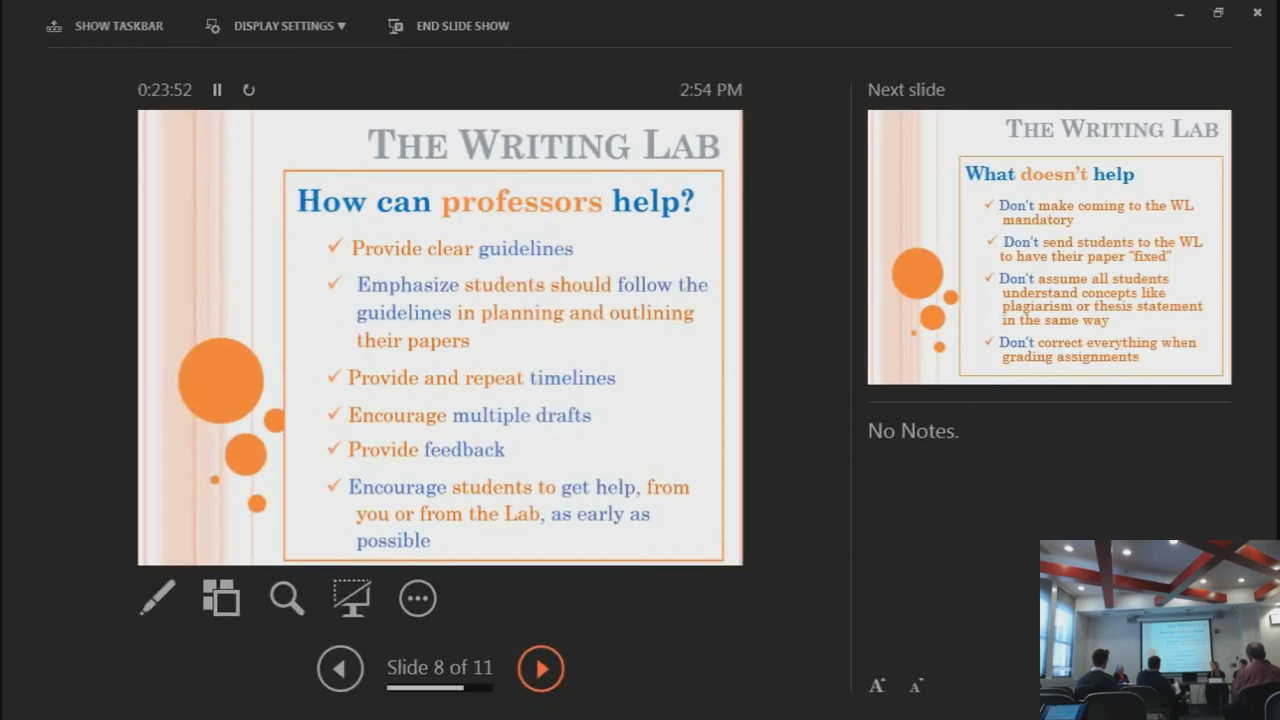 SHOW TASKBAR
DISPLAY SETTINGS ▼
END SLIDE SHOW
0:23:52
2:54 PM
THE WRITING LAB
How can professors help?
✓ Provide clear guidelines
✓ Emphasize students should follow the
guidelines in planning and outlining
their papers
✓ Provide and repeat timelines
✓ Encourage multiple drafts
✓ Provide feedback
✓ Encourage students to get help, from
you or from the Lab, as early as
possible
Slide 8 of 11
Next slide
THE WRITING LAB
What doesn't help
✓ Don't make coming to the WL
mandatory
✓ Don't send students to the WL
to have their paper "fixed"
✓ Don't assume all students
understand concepts like
plagiarism or thesis statement
in the same way
✓ Don't correct everything when
grading assignments
No Notes.
A A